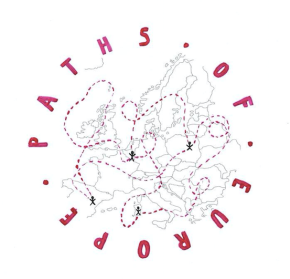 PATHS · OF · EUROPE ·